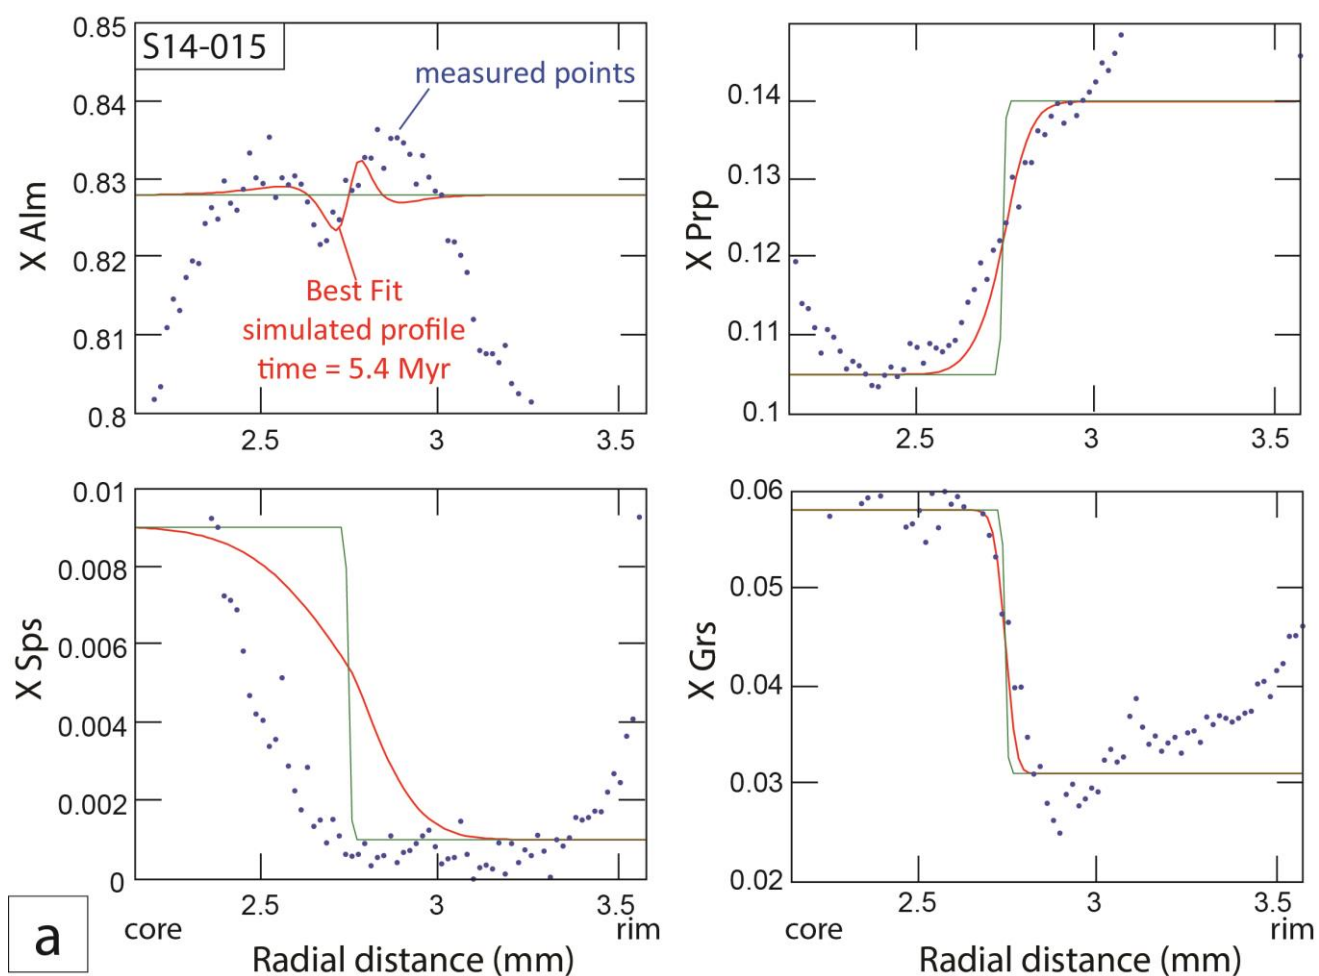 S14-015
measured points
Best Fit
simulated profile
time = 5.4 Myr
X Alm
0.85
0.84
0.83
0.82
0.81
0.8
2.5
3
3.5
X Prp
0.14
0.13
0.12
0.11
0.1
2.5
3
3.5
X Sps
0.01
0.008
0.006
0.004
0.002
0
2.5
3
3.5
core
rim
Radial distance (mm)
X Grs
0.06
0.05
0.04
0.03
0.02
2.5
3
3.5
core
rim
Radial distance (mm)
a